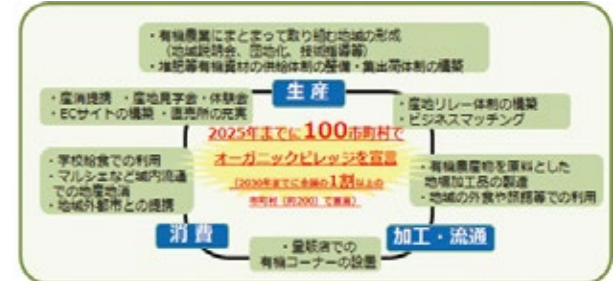 ・有機農業にまとまって取り組む地域の形成
（地域説明会、団地化、技術指導等）
・堆肥等有機資材の供給体制の整備・集出荷体制の構築
生 産
・産消提携 ・産地見学会・体験会
・ECサイトの構築 ・直売所の充実
・産地リレー体制の構築
・ビジネスマッチング
2025年までに100市町村で
オーガニックビレッジを宣言
（2030年までに全国の1割以上の
市町村（約200）で宣言）
・学校給食での利用
・マルシェなど域内流通
での地産地消
・地域外都市との提携
・有機農産物を原料とした
地場加工品の製造
・地域の外食や旅館等での利用
消 費
加工・流通
・量販店での
有機コーナーの設置